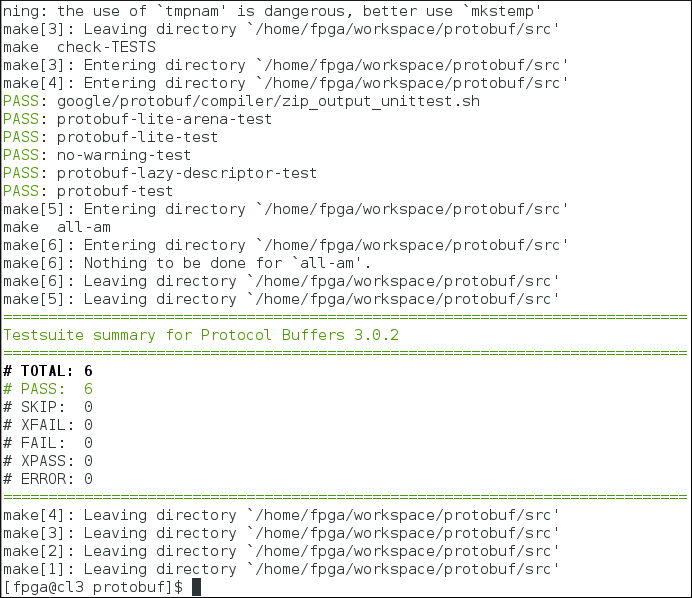 ning: the use of `tmpnam' is dangerous, better use `mkstemp'
make[3]: Leaving directory `/home/fpga/workspace/protobuf/src'
make  check-TESTS
make[3]: Entering directory `/home/fpga/workspace/protobuf/src'
make[4]: Entering directory `/home/fpga/workspace/protobuf/src'
PASS: google/protobuf/compiler/zip_output_unittest.sh
PASS: protobuf-lite-arena-test
PASS: protobuf-lite-test
PASS: no-warning-test
PASS: protobuf-lazy-descriptor-test
PASS: protobuf-test
make[5]: Entering directory `/home/fpga/workspace/protobuf/src'
make  all-am
make[6]: Entering directory `/home/fpga/workspace/protobuf/src'
make[6]: Nothing to be done for `all-am'.
make[6]: Leaving directory `/home/fpga/workspace/protobuf/src'
make[5]: Leaving directory `/home/fpga/workspace/protobuf/src'
============================================================================
Testsuite summary for Protocol Buffers 3.0.2
============================================================================
# TOTAL: 6
# PASS:  6
# SKIP:  0
# XFAIL: 0
# FAIL:  0
# XPASS: 0
# ERROR: 0
============================================================================
make[4]: Leaving directory `/home/fpga/workspace/protobuf/src'
make[3]: Leaving directory `/home/fpga/workspace/protobuf/src'
make[2]: Leaving directory `/home/fpga/workspace/protobuf/src'
make[1]: Leaving directory `/home/fpga/workspace/protobuf/src'
[fpga@cl3 protobuf]$